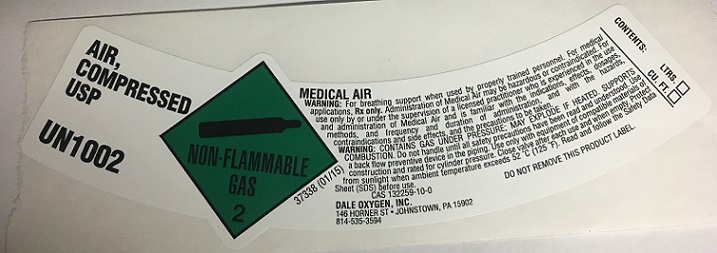 AIR,
COMPRESSED
USP
UN1002
NON-FLAMMABLE
GAS
2
37338 (01/15)
MEDICAL AIR
WARNING: For breathing support when used by properly trained personnel. For medical
applications, Rx only. Administration of Medical Air may be hazardous or contraindicated. For
use only by or under the supervision of a licensed practitioner who is experienced in the use
and administration of Medical Air and is familiar with the indications, effects, dosages,
methods, and frequency and duration of administration, and with the hazards,
contraindications and side effects, and the precautions to be taken.
WARNING: CONTAINS GAS UNDER PRESSURE; MAY EXPLODE IF HEATED. SUPPORTS
COMBUSTION. Do not handle until all safety precautions have been read and understood. Use
a back flow preventive device in the piping. Use only with equipment of compatible materials of
construction and rated for cylinder pressure. Close valve after each use and when empty. Protect
from sunlight when ambient temperature exceeds 52°C (125°F). Read and follow the Safety Data
Sheet (SDS) before use.
CAS 132259-10-0
DALE OXYGEN, INC.
146 HORNER ST • JOHNSTOWN, PA 15902
814-535-3594
DO NOT REMOVE THIS PRODUCT LABEL.
CONTENTS:
LTRS.
CU. FT.